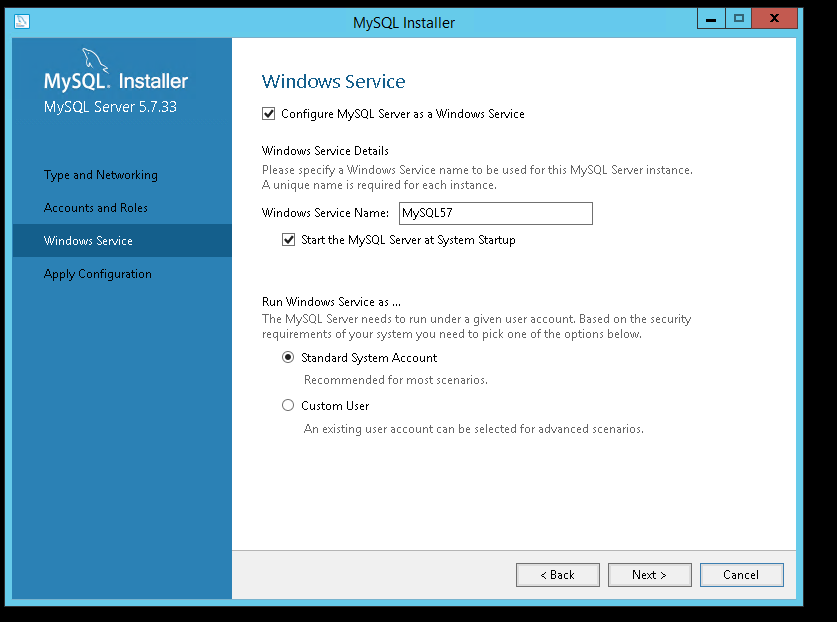 MySQL Installer
MySQL. Installer
MySQL Server 5.7.33
Type and Networking
Accounts and Roles
Windows Service
Apply Configuration
Windows Service
Configure MySQL Server as a Windows Service
Windows Service Details
Please specify a Windows Service name to be used for this MySQL Server instance.
A unique name is required for each instance.
Windows Service Name: MySQL57
Start the MySQL Server at System Startup
Run Windows Service as ...
The MySQL Server needs to run under a given user account. Based on the security
requirements of your system you need to pick one of the options below.
Standard System Account
Recommended for most scenarios.
Custom User
An existing user account can be selected for advanced scenarios.
< Back Next > Cancel